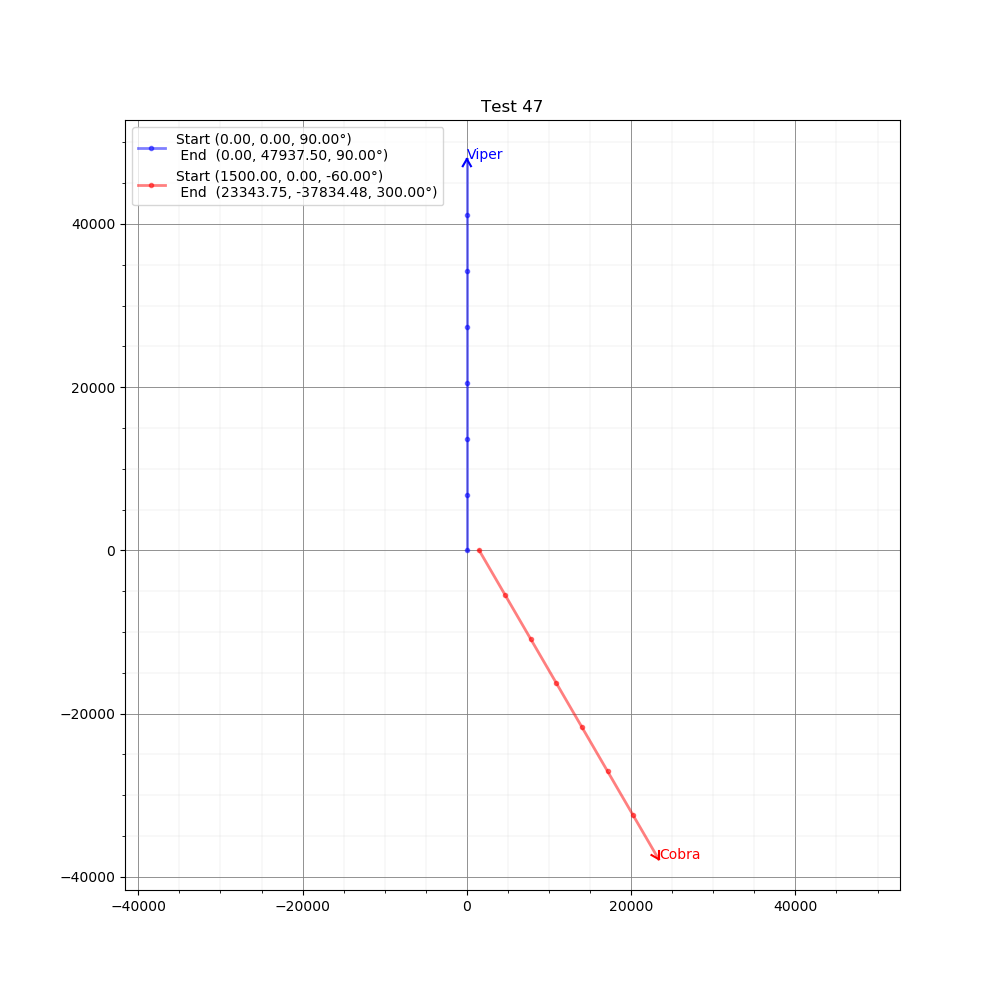 Test 47
Start (0.00, 0.00, 90.00°)
End  (0.00, 47937.50, 90.00°)
Start (1500.00, 0.00, -60.00°)
End  (23343.75, -37834.48, 300.00°)
Viper
40000
20000
0
−20000
−40000
Cobra
−40000
−20000
0
20000
40000